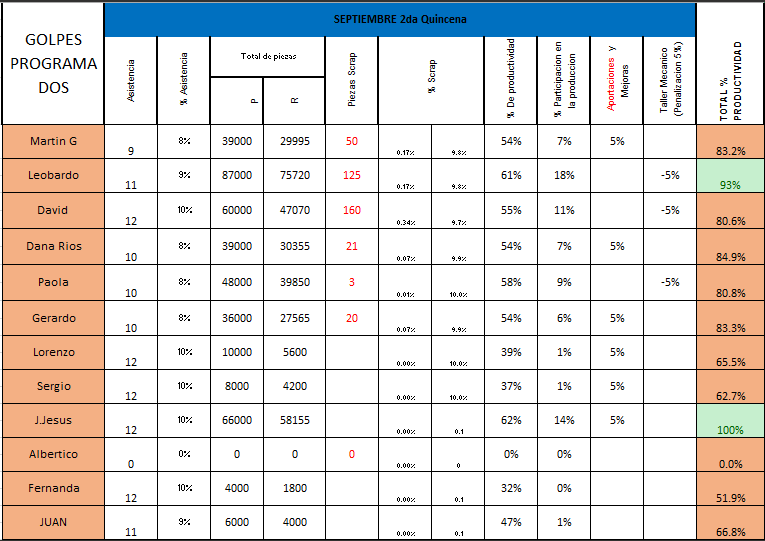 SEPTIEMBRE 2da Quincena
GOLPES PROGRAMA DOS | Asistencia | % Asistencia | Total de piezas | P | R | Piezas Scrap | % Scrap | % De productividad | % Participacion en la produccion | Aportaciones y Mejoras | Taller Mecanico (Penalizacion 5%) | TOTAL % PRODUCTIVIDAD
Martin G 9 8% 39000 29995 50 0.17% 9.8% 54% 7% 5% 83.2%
Leobardo 11 9% 87000 75720 125 0.17% 9.8% 61% 18% -5% 93%
David 12 10% 60000 47070 160 0.34% 9.7% 55% 11% -5% 80.6%
Dana Rios 10 8% 39000 30355 21 0.07% 9.9% 54% 7% 5% 84.9%
Paola 10 8% 48000 39850 3 0.01% 10.0% 58% 9% -5% 80.8%
Gerardo 10 8% 36000 27565 20 0.07% 9.9% 54% 6% 5% 83.3%
Lorenzo 12 10% 10000 5600 0.00% 10.0% 39% 1% 5% 65.5%
Sergio 12 10% 8000 4200 0.00% 10.0% 37% 1% 5% 62.7%
J.Jesus 12 10% 66000 58155 0.00% 0.1 62% 14% 5% 100%
Albertico 0 0% 0 0 0 0.00% 0 0% 0% 0.0%
Fernanda 12 10% 4000 1800 0.00% 0.1 32% 0% 51.9%
JUAN 11 9% 6000 4000 0.00% 0.1 47% 1% 66.8%